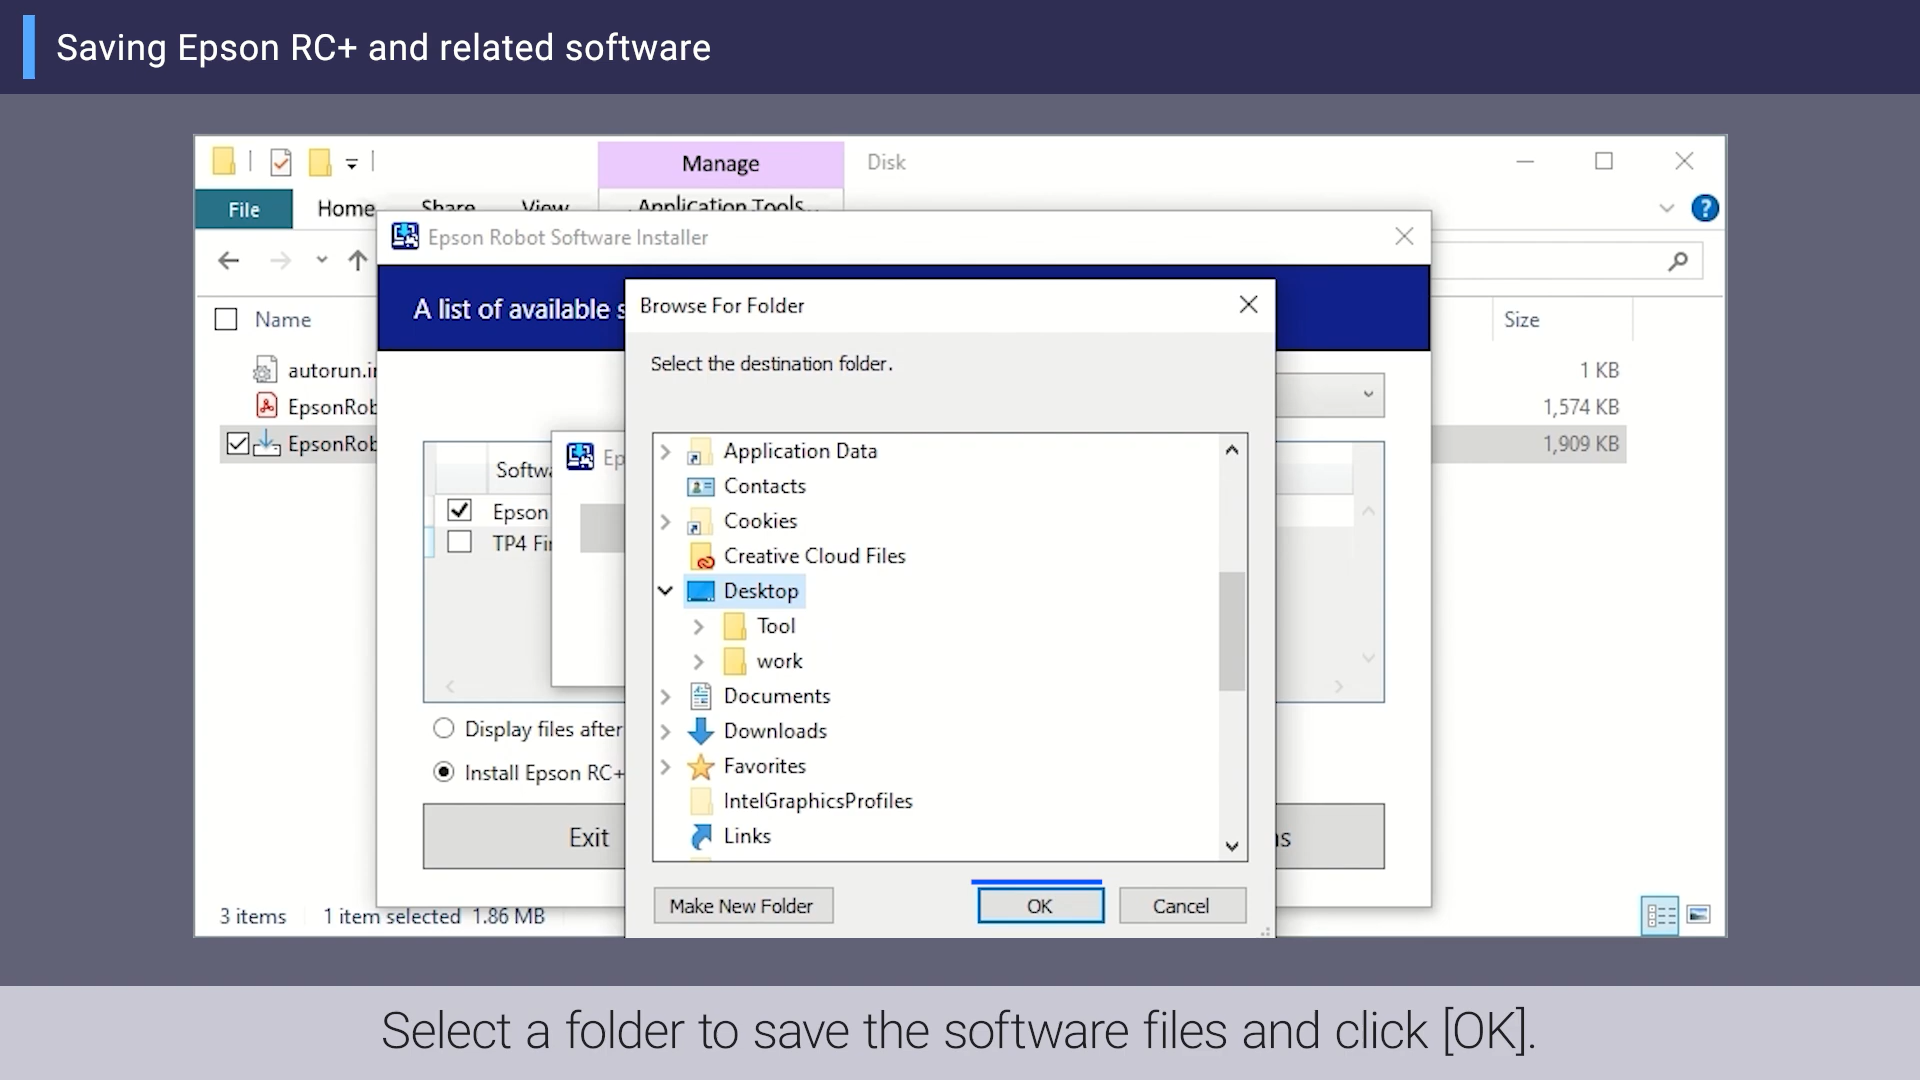 Saving Epson RC+ and related software
Manage
Disk
File
Home
Share
View
Application Tools
Epson Robot Software Installer
A list of available
Browse For Folder
Name
Size
Select the destination folder.
1 KB
EpsonRob
1,574 KB
EpsonRob
1,909 KB
Application Data
Contacts
Cookies
Creative Cloud Files
Desktop
Tool
work
Documents
Downloads
Favorites
IntelGraphicsProfiles
Links
Ep
Softwa
Epson
TP4 Fi
Display files after
Install Epson RC+
Exit
Make New Folder
OK
Cancel
3 items
1 item selected 1.86 MB
Select a folder to save the software files and click [OK].